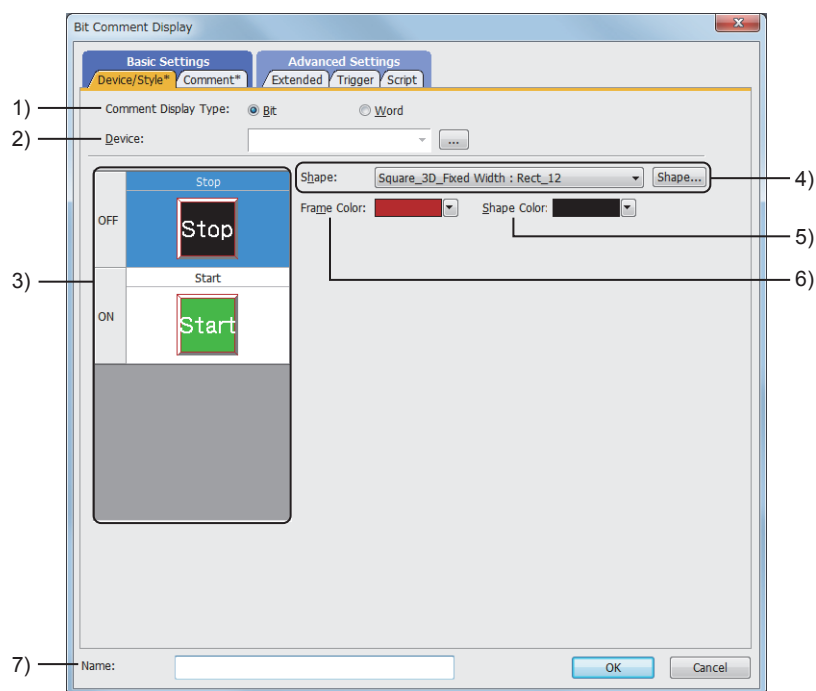 Bit Comment Display
Basic Settings Advanced Settings
Device/Style* Comment* Extended Trigger Script
1) Comment Display Type: Bit Word
2) Device: ...
Stop Shape: Square_3D_Fixed Width : Rect_12 Shape... 4)
OFF Stop Frame Color: Shape Color: 5)
3) Start 6)
ON Start
7) Name: OK Cancel